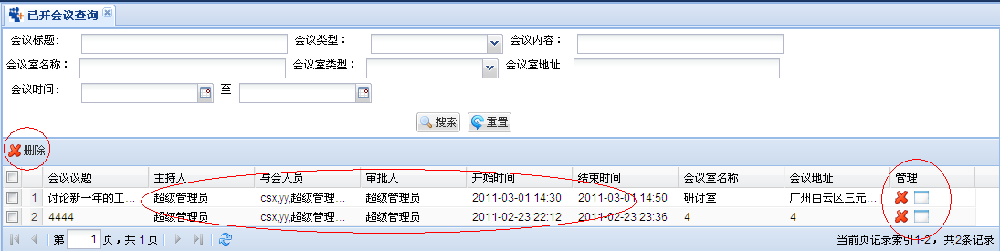 已开会议查询
会议标题: 会议类型： 会议内容：
会议室名称： 会议室类型： 会议室地址:
会议时间: 至
搜索 重置
删除
会议议题 主持人 与会人员 审批人 开始时间 结束时间 会议室名称 会议地址 管理
1 讨论新一年的工... 超级管理员 csx,yy,超级管理... 超级管理员 2011-03-01 14:30 2011-03-01 14:50 研讨室 广州白云区三元...
2 4444 超级管理员 csx,yy,超级管理... 超级管理员 2011-02-23 22:12 2011-02-23 23:36 4 4
第 1 页，共 1 页 当前页记录索引1-2，共2条记录